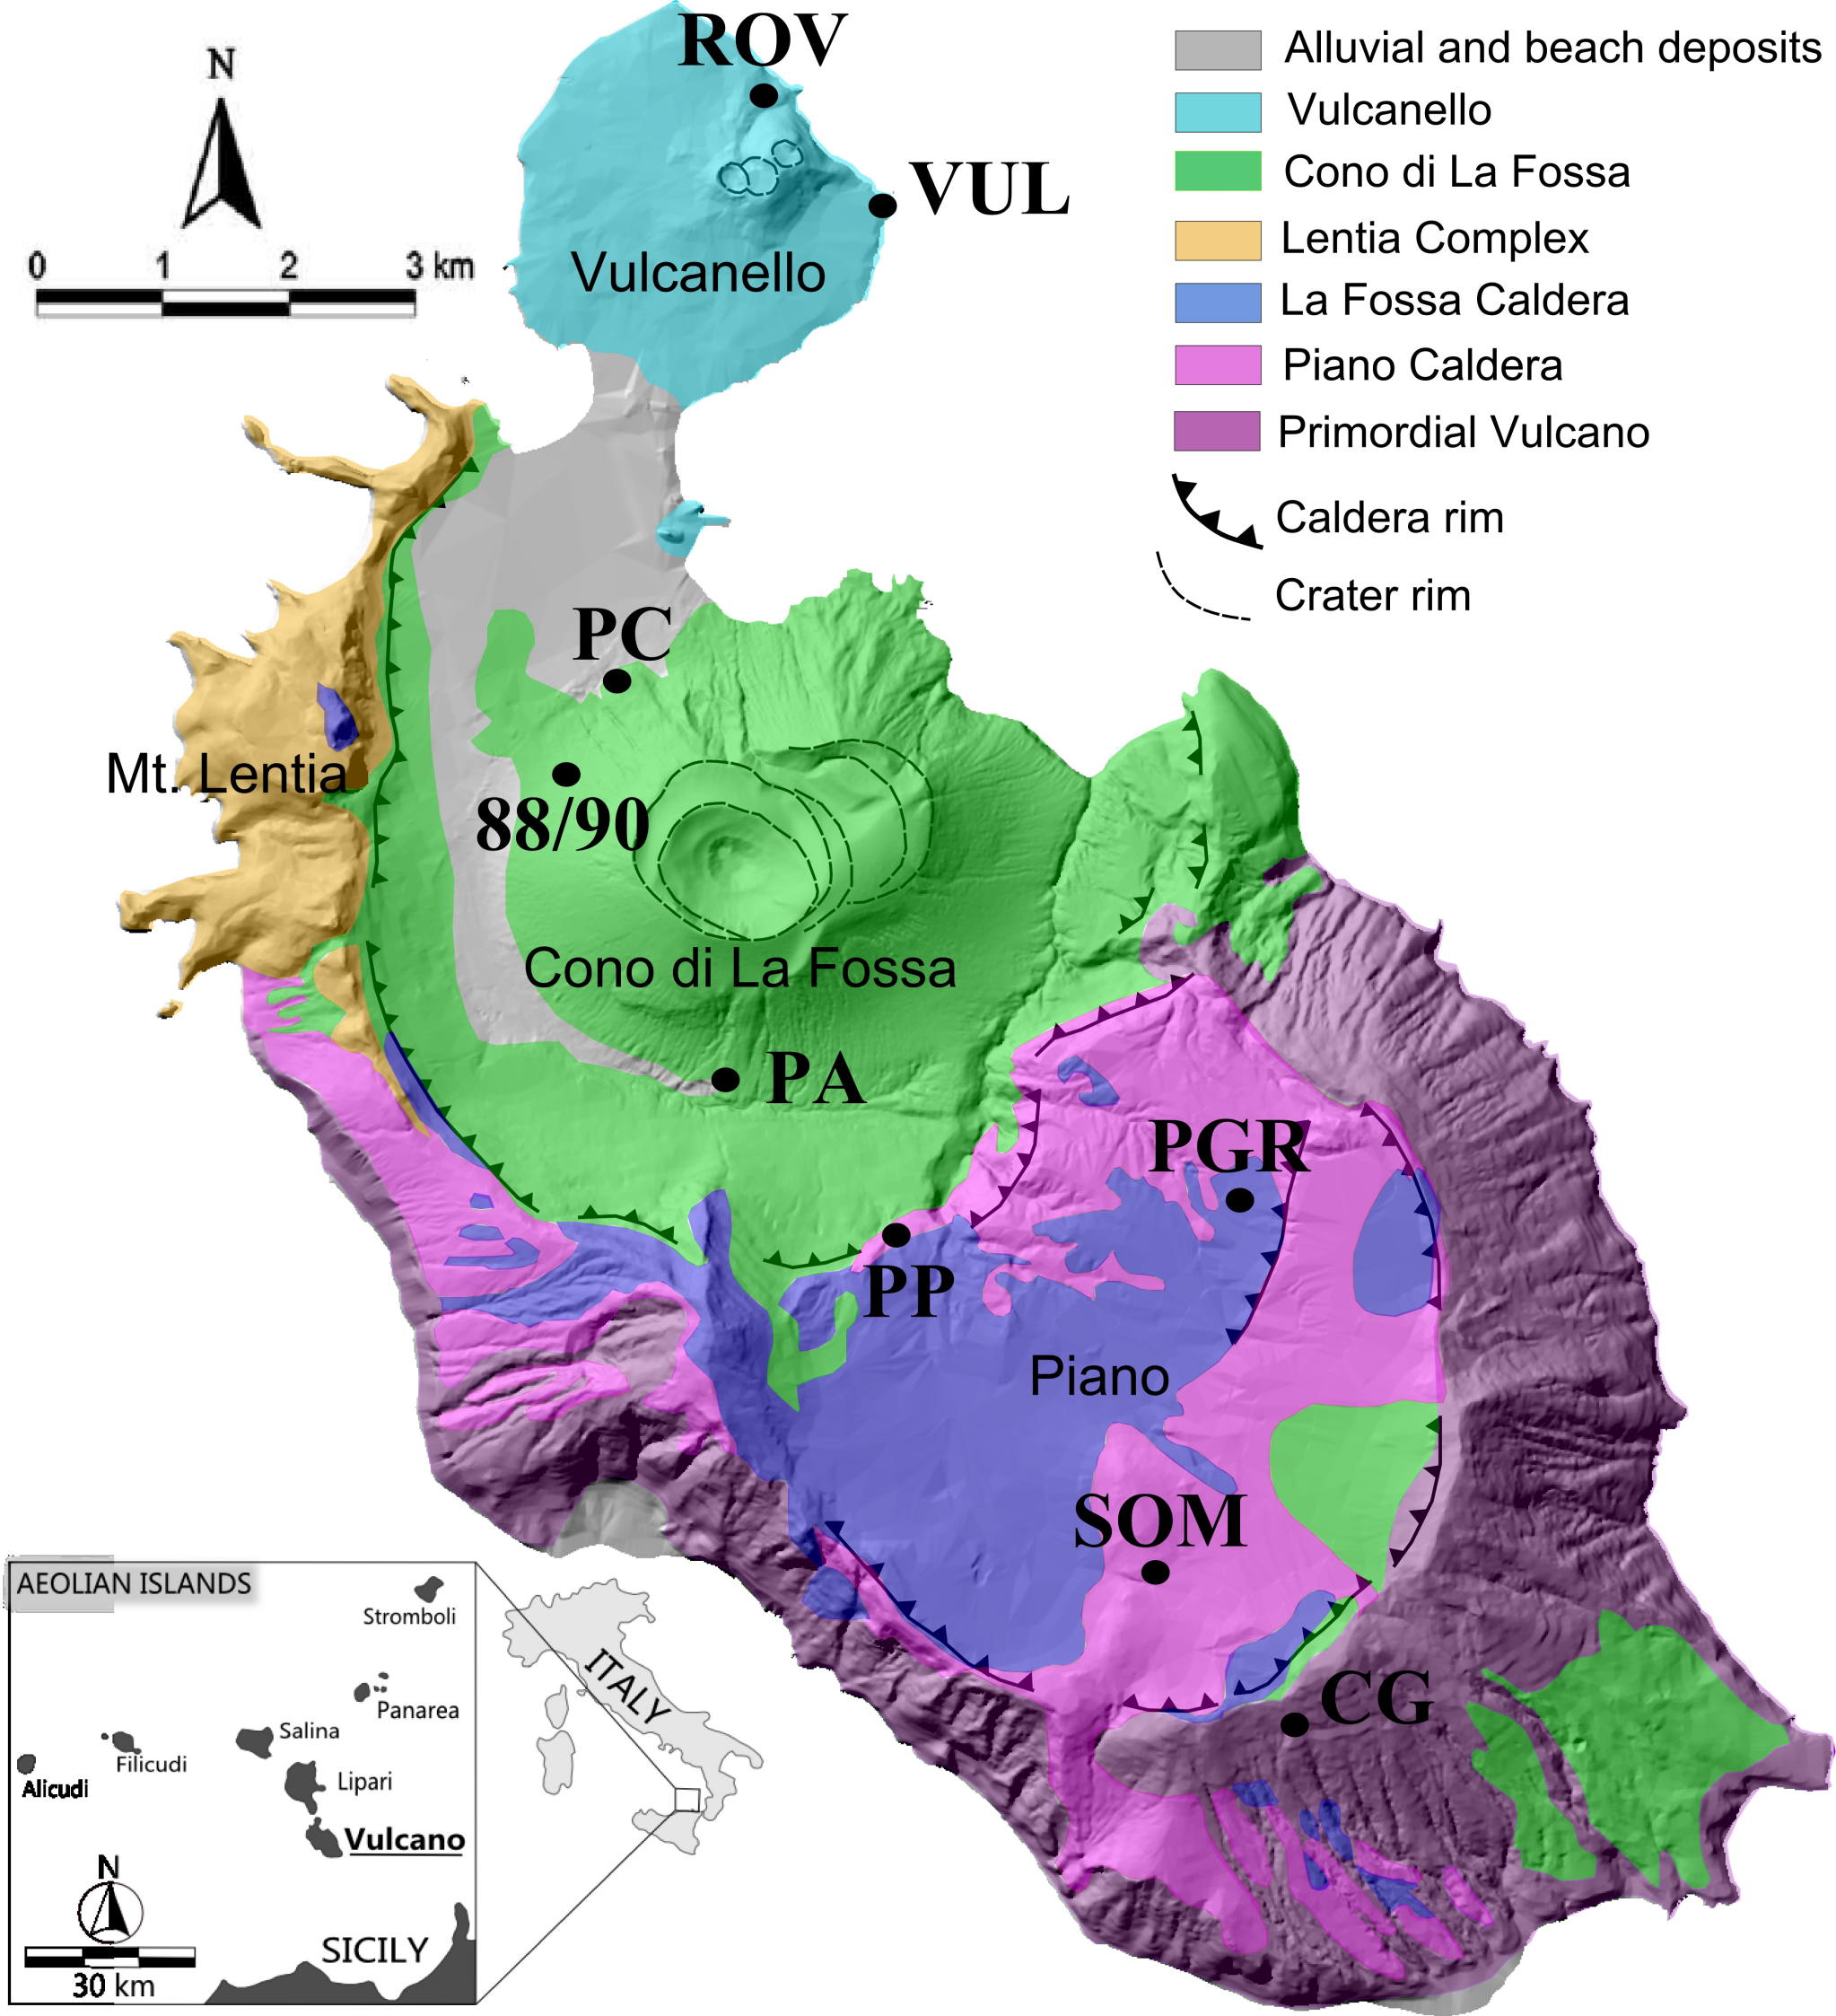 N
0 1 2 3 km
ROV
VUL
Vulcanello
Alluvial and beach deposits
Vulcanello
Cono di La Fossa
Lentia Complex
La Fossa Caldera
Piano Caldera
Primordial Vulcano
Caldera rim
Crater rim
PC
Mt. Lentia
88/90
Cono di La Fossa
PA
PGR
PP
Piano
SOM
CG
AEOLIAN ISLANDS
Stromboli
Panarea
Salina
Filicudi
Alicudi
Lipari
Vulcano
N
30 km
SICILY
ITALY